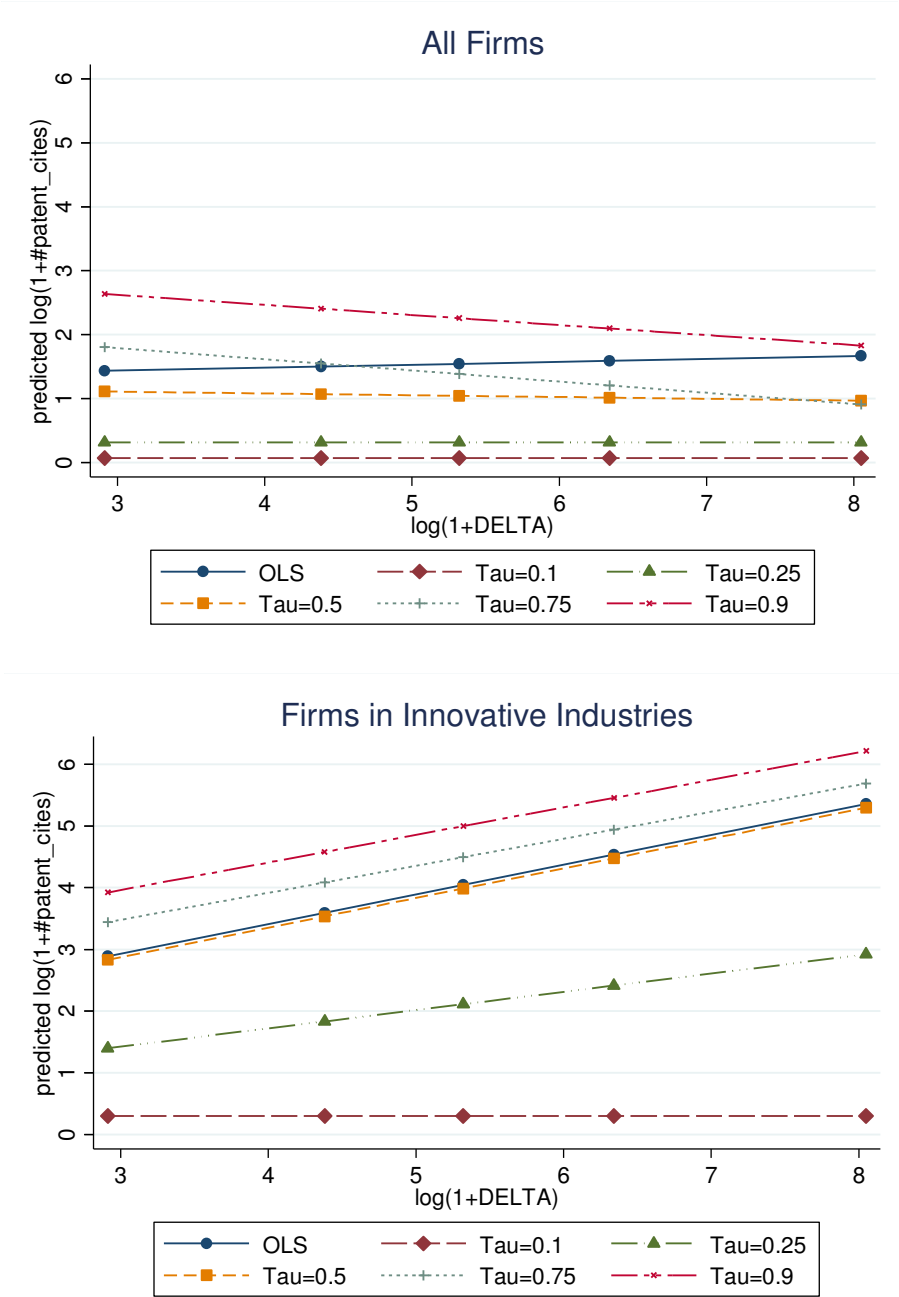 All Firms
predicted log(1+#patent_cites)
6
5
4
3
2
1
0
3 4 5 6 7 8
log(1+DELTA)
OLS Tau=0.1 Tau=0.25
Tau=0.5 Tau=0.75 Tau=0.9
Firms in Innovative Industries
predicted log(1+#patent_cites)
6
5
4
3
2
1
0
3 4 5 6 7 8
log(1+DELTA)
OLS Tau=0.1 Tau=0.25
Tau=0.5 Tau=0.75 Tau=0.9